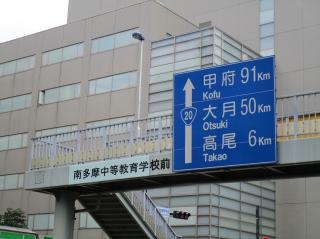 甲府 91Km
Kofu
大月 50Km
Otsuki
20
高尾 6Km
Takao
南多摩中等教育学校前